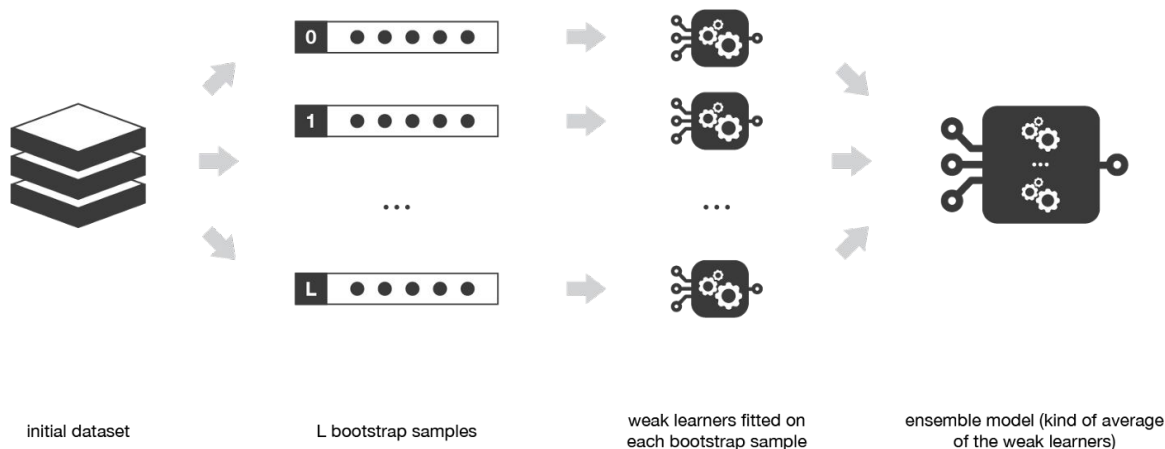 0
1
...
...
...
L
initial dataset
L bootstrap samples
weak learners fitted on
each bootstrap sample
ensemble model (kind of average
of the weak learners)